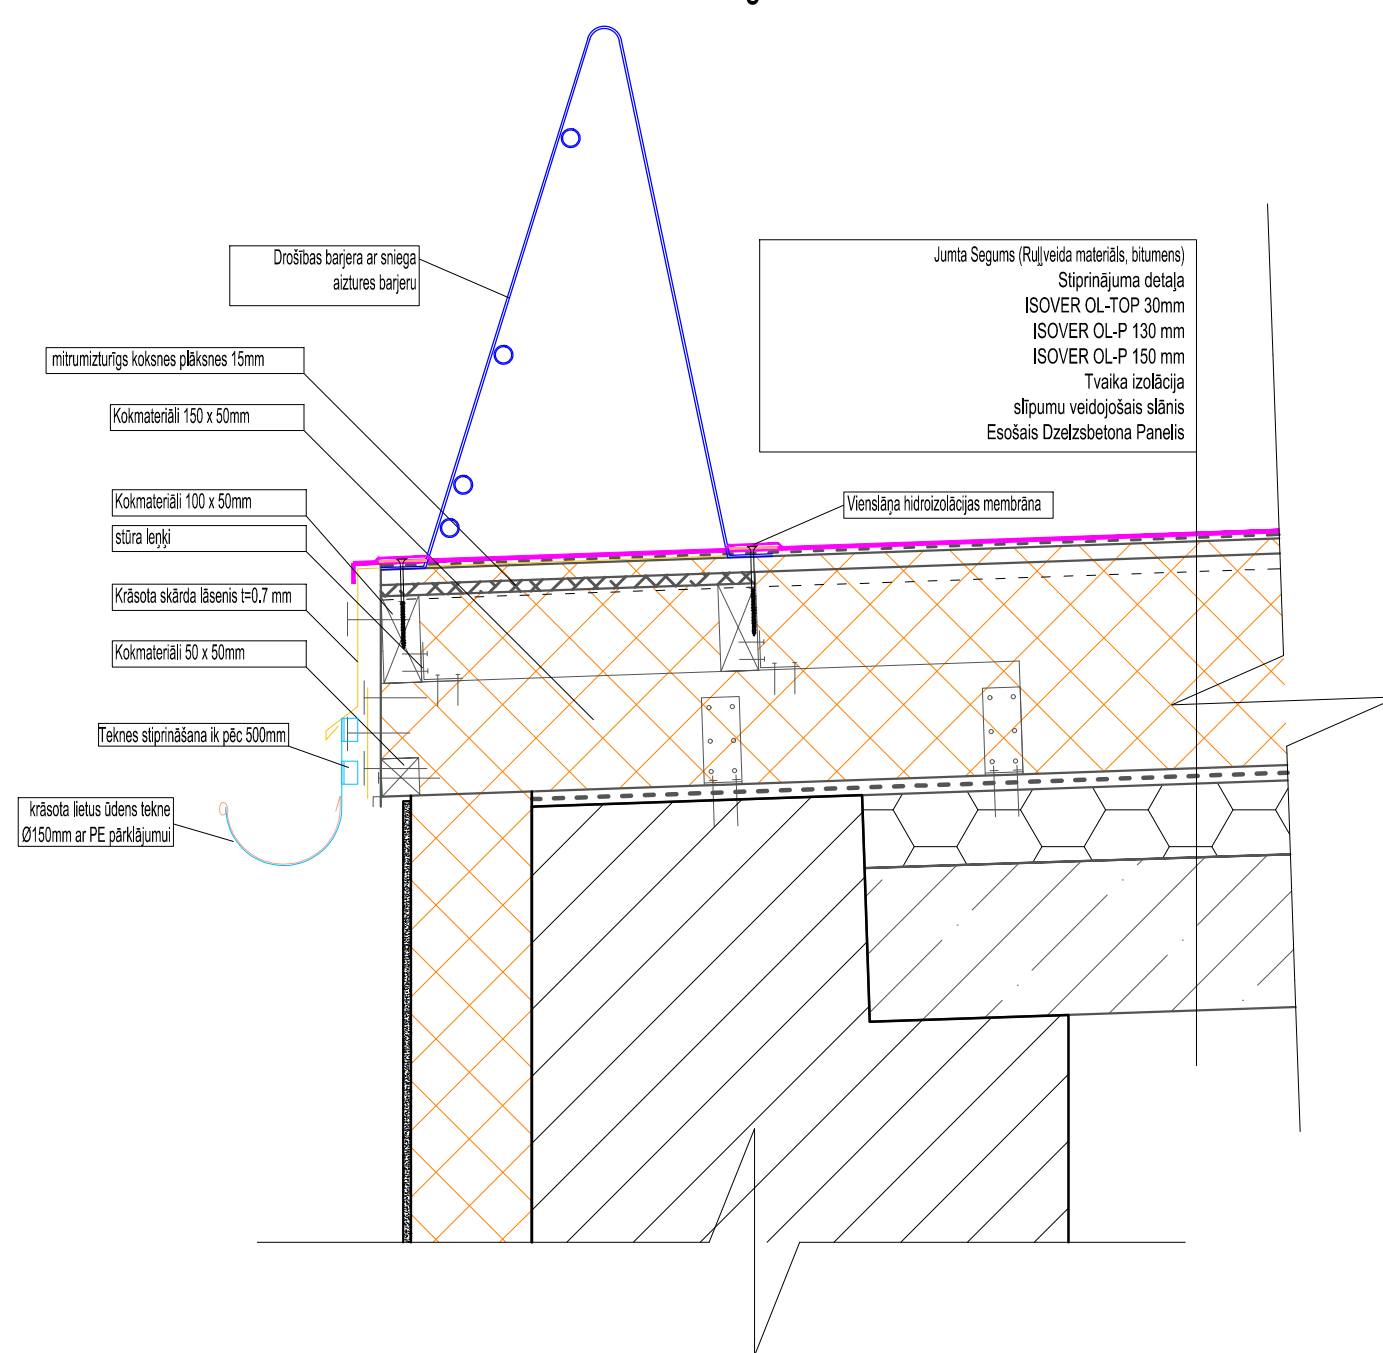 Drošības barjera ar sniega
aiztures barjeru
Jumta Segums (Ruļļveida materiāls, bitumens)
Stiprinājuma detaļa
ISOVER OL-TOP 30mm
ISOVER OL-P 130 mm
ISOVER OL-P 150 mm
Tvaika izolācija
slīpumu veidojošais slānis
Esošais Dzelzsbetona Panelis
mitrumizturīgs koksnes plāksnes 15mm
Kokmateriāli 150 x 50mm
Kokmateriāli 100 x 50mm
Vienslāņa hidroizolācijas membrāna
stūra leņķi
Krāsota skārda lāsenis t=0.7 mm
Kokmateriāli 50 x 50mm
Teknes stiprināšana ik pēc 500mm
krāsota lietus ūdens tekne
Ø150mm ar PE pārklājumui